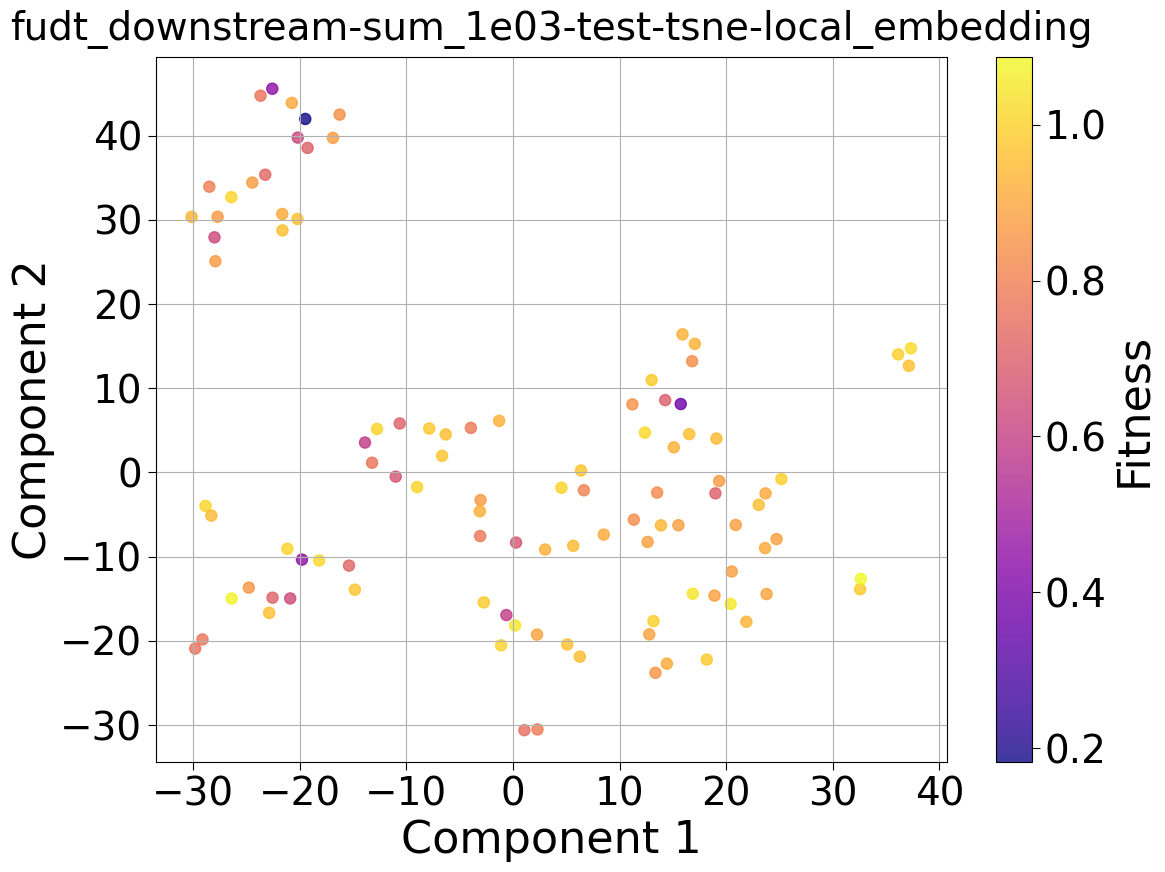 fudt_downstream-sum_1e03-test-tsne-local_embedding
Component 2
40
30
20
10
0
−10
−20
−30
−30 −20 −10 0 10 20 30 40
Component 1
1.0
0.8
0.6
0.4
0.2
Fitness